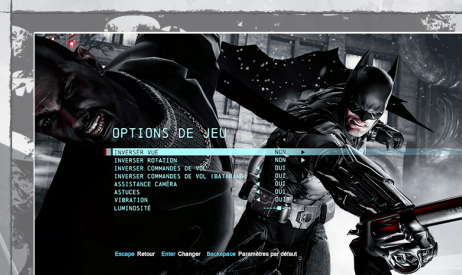 OPTIONS DE JEU
INVERSER VUE NON
INVERSER ROTATION NON
INVERSER COMMANDES DE VOL OUI
INVERSER COMMANDES DE VOL (BATARANG) OUI
ASSISTANCE CAMÉRA OUI
ASTUCES OUI
VIBRATION OUI
LUMINOSITÉ
Escape Retour Enter Changer Backspace Paramètres par défaut